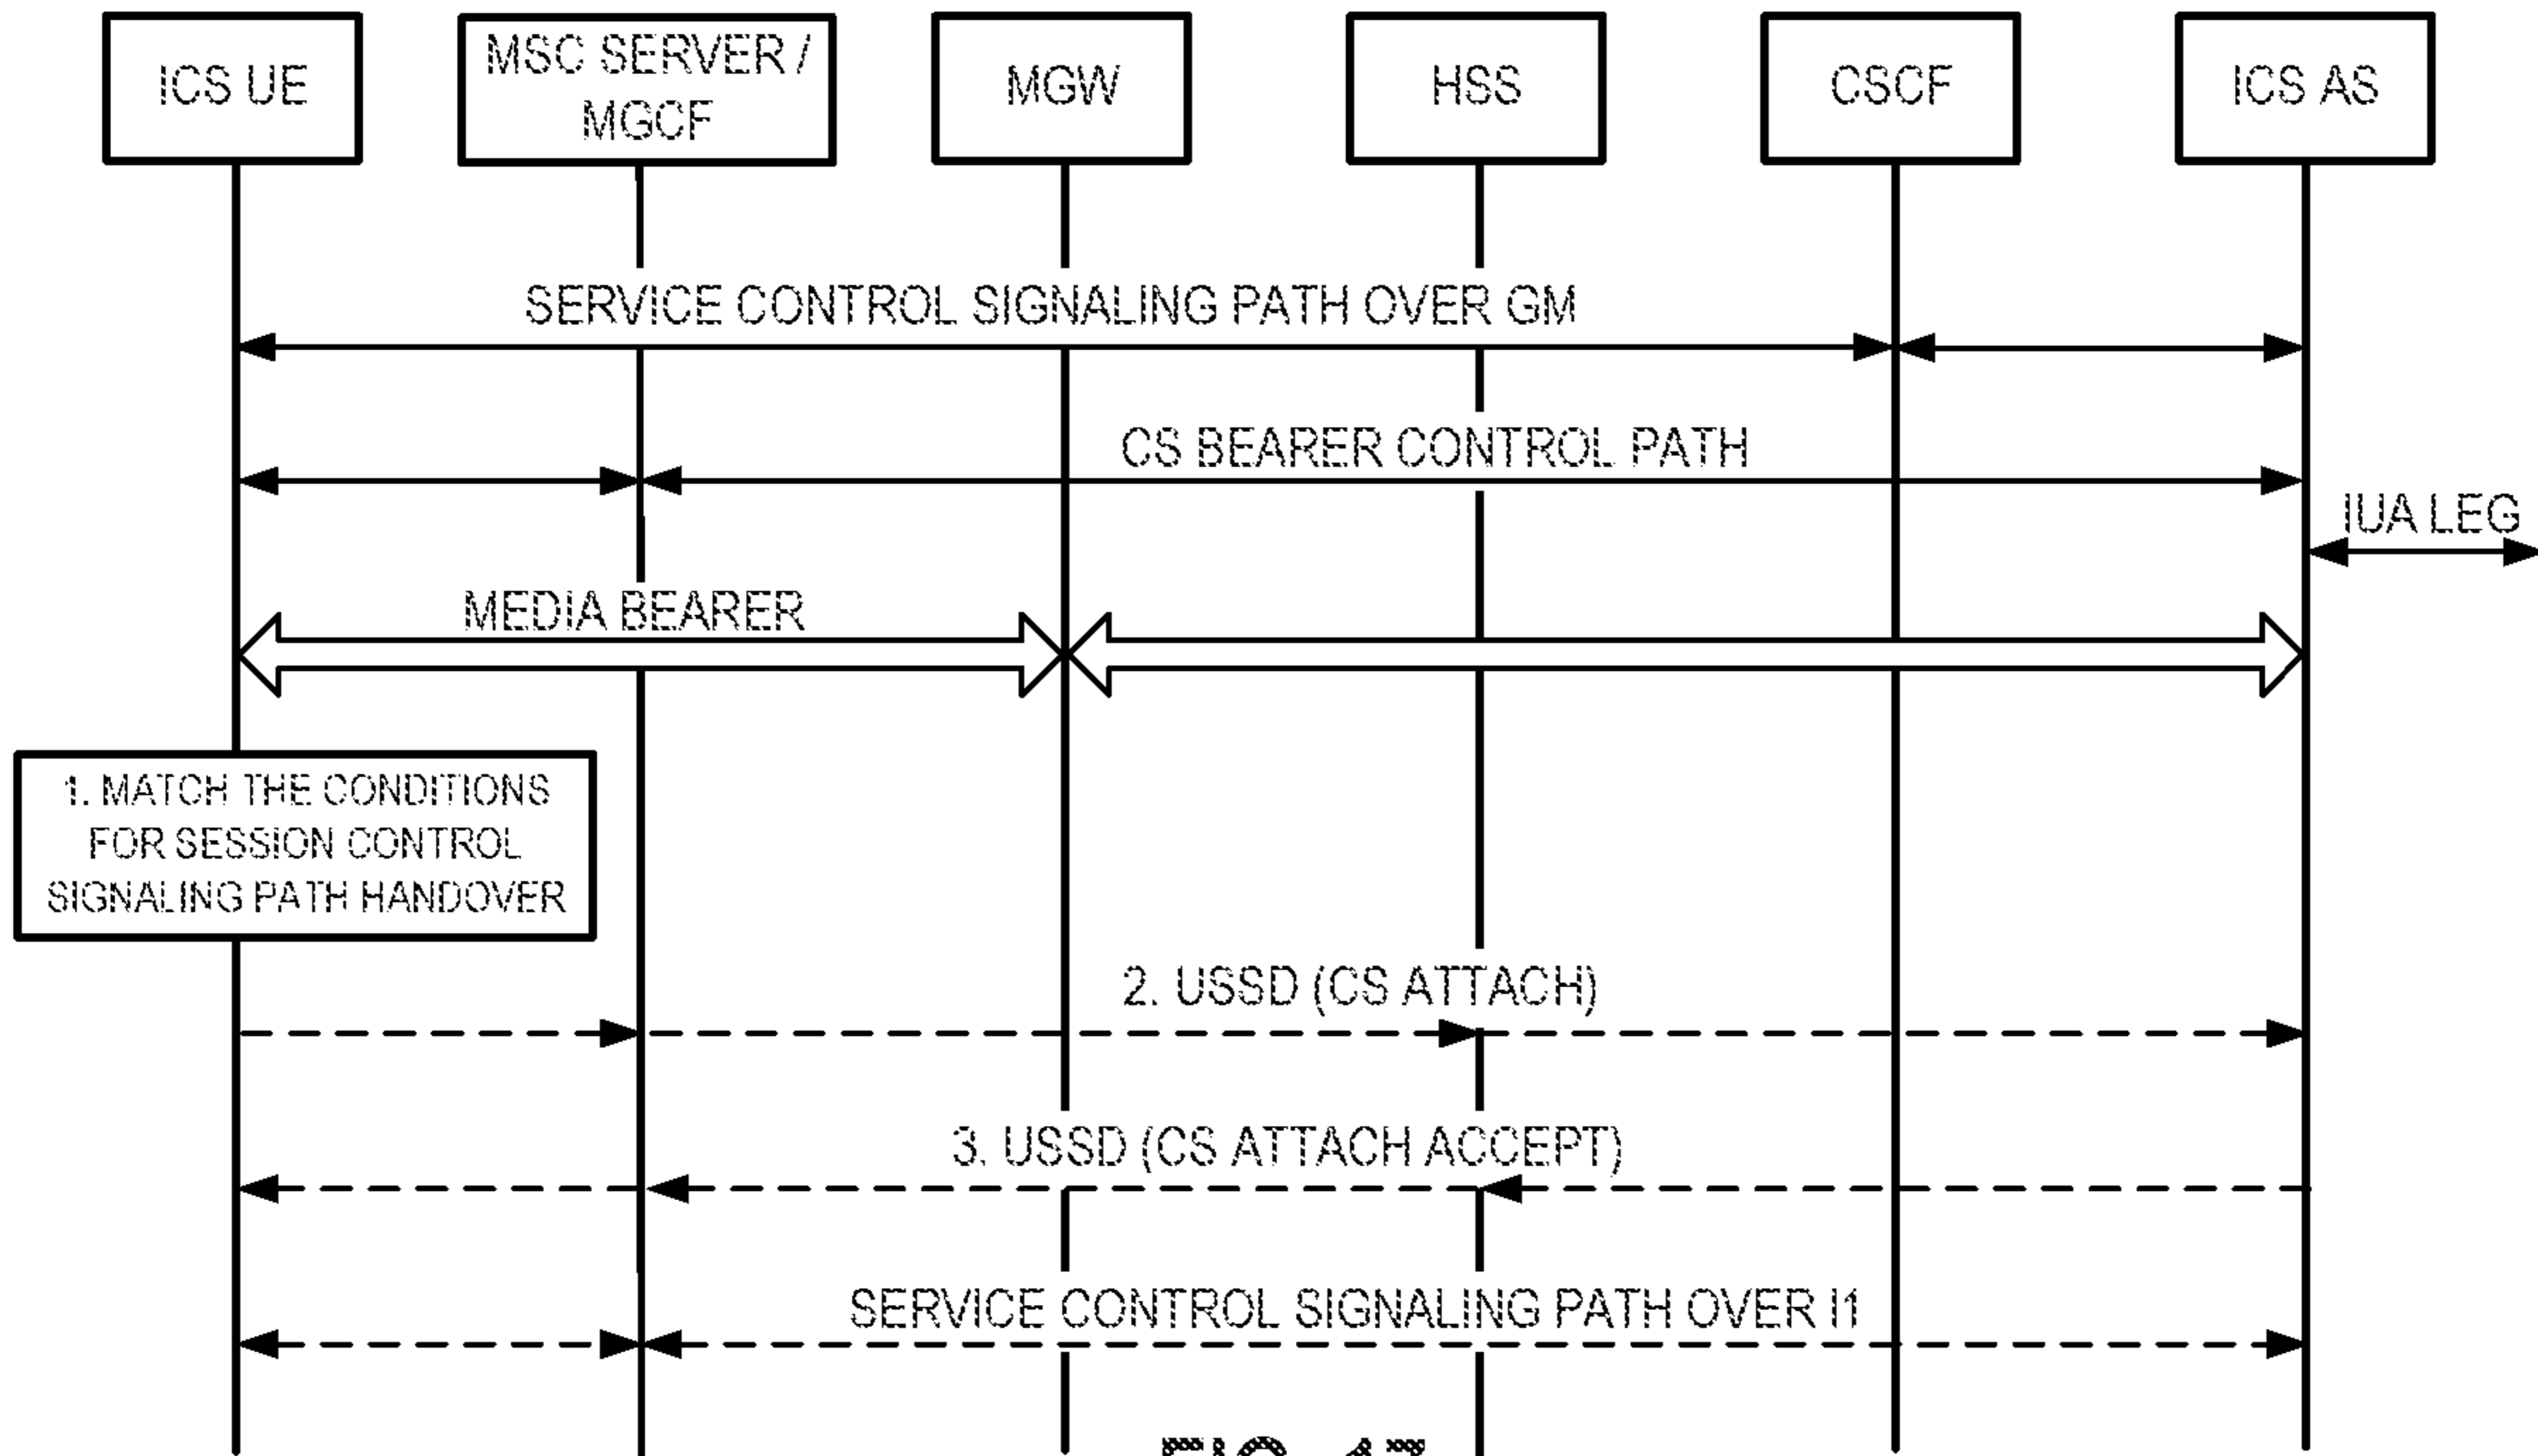 ICS UE
MSC SERVER /
MGCF
MGW
HSS
CSCF
ICS AS
SERVICE CONTROL SIGNALING PATH OVER GM
CS BEARER CONTROL PATH
IUA LEG
MEDIA BEARER
1. MATCH THE CONDITIONS
FOR SESSION CONTROL
SIGNALING PATH HANDOVER
2. USSD (CS ATTACH)
3. USSD (CS ATTACH ACCEPT)
SERVICE CONTROL SIGNALING PATH OVER I1